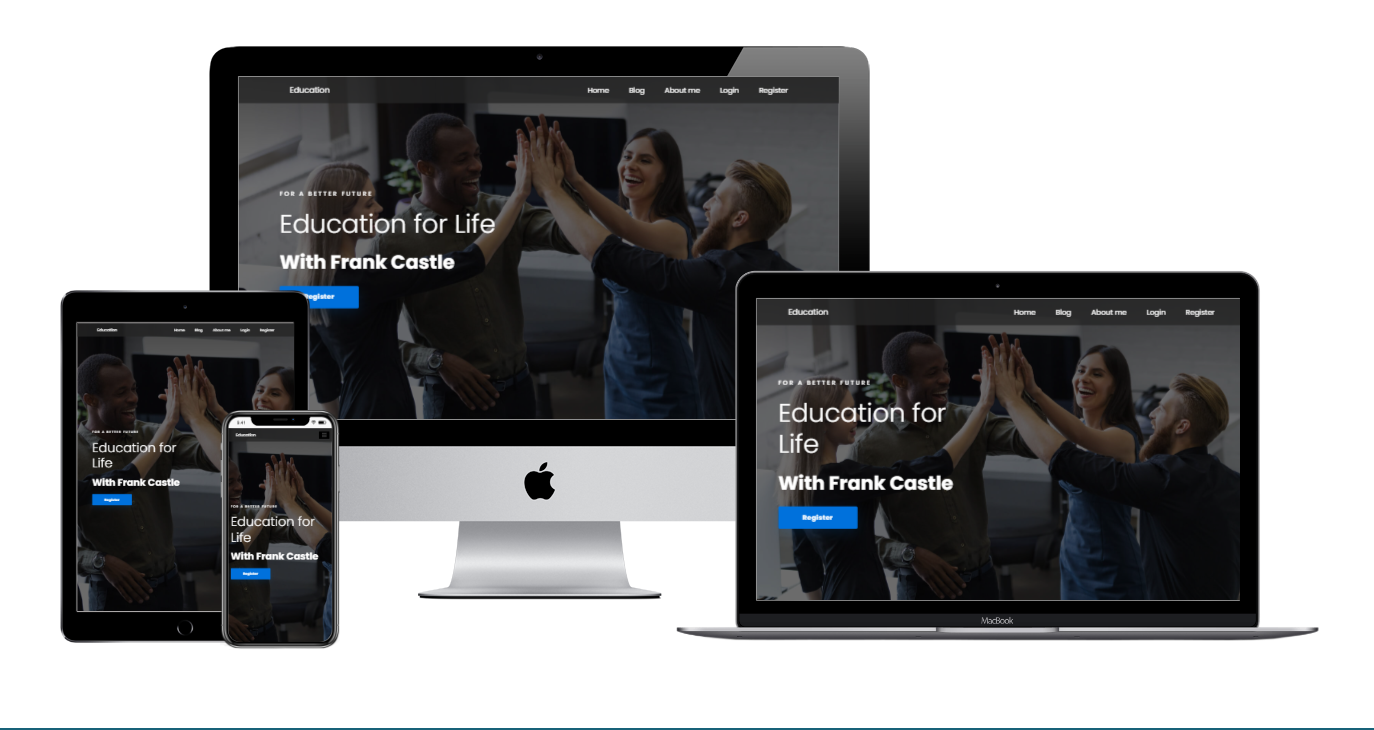 Education
Home Blog About me Login Register
FOR A BETTER FUTURE
Education for Life
With Frank Castle
Register
Education
Home Blog About me Login Register
FOR A BETTER FUTURE
Education for
Life
With Frank Castle
Register
MacBook
Education
Home Blog About me Login Register
FOR A BETTER FUTURE
Education for
Life
With Frank Castle
Register
9:41
Education
FOR A BETTER FUTURE
Education for
Life
With Frank Castle
Register